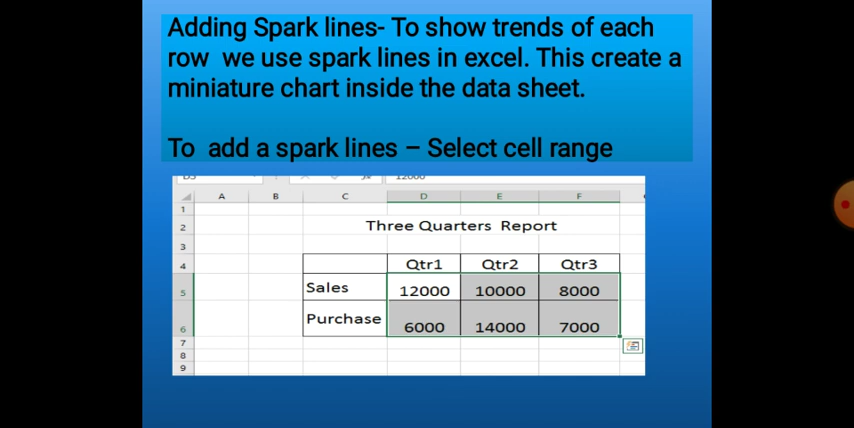 Adding Spark lines- To show trends of each
row we use spark lines in excel. This create a
miniature chart inside the data sheet.
To add a spark lines – Select cell range
12000
A B C D E F
1
2 Three Quarters Report
3
4 Qtr1 Qtr2 Qtr3
5 Sales 12000 10000 8000
6 Purchase 6000 14000 7000
7
8
9